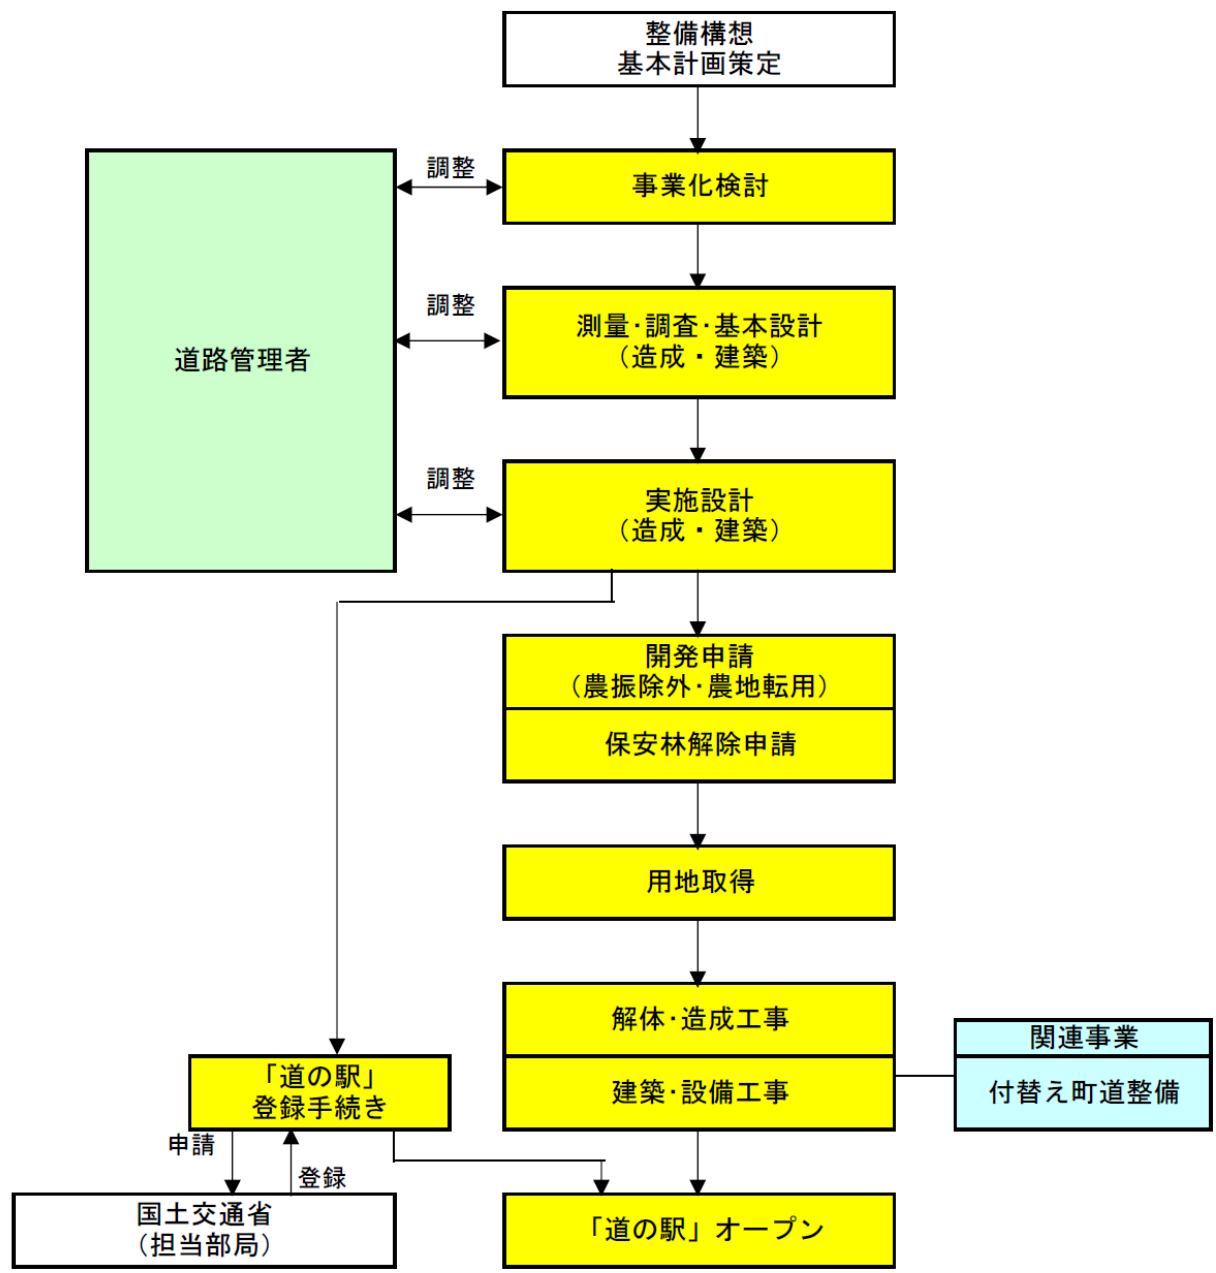 整備構想
基本計画策定
調整
事業化検討
道路管理者
調整
測量･調査･基本設計
（造成・建築）
調整
実施設計
（造成・建築）
開発申請
（農振除外･農地転用）
保安林解除申請
用地取得
解体･造成工事
建築･設備工事
関連事業
付替え町道整備
「道の駅」
登録手続き
申請
登録
国土交通省
（担当部局）
「道の駅」オープン